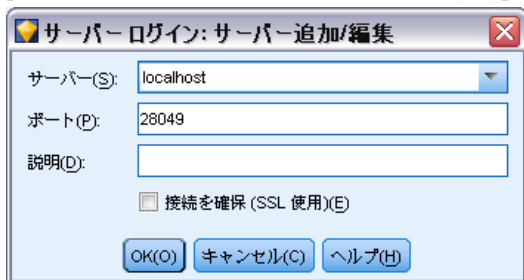 サーバー ログイン: サーバー追加/編集
サーバー(S): localhost
ポート(P): 28049
説明(D):
接続を確保 (SSL 使用)(E)
OK(O) キャンセル(C) ヘルプ(H)